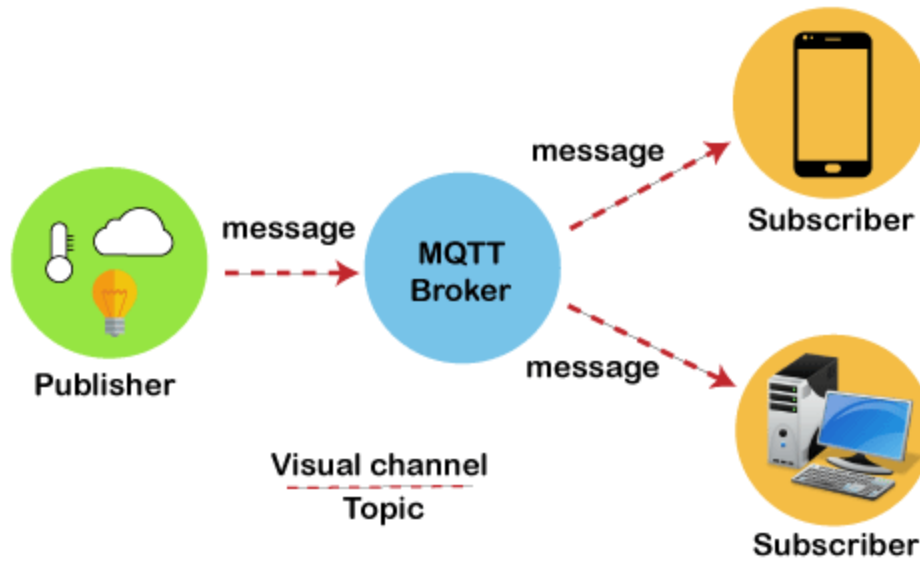 message
Subscriber
message
MQTT
Broker
Publisher
message
Visual channel
Topic
Subscriber